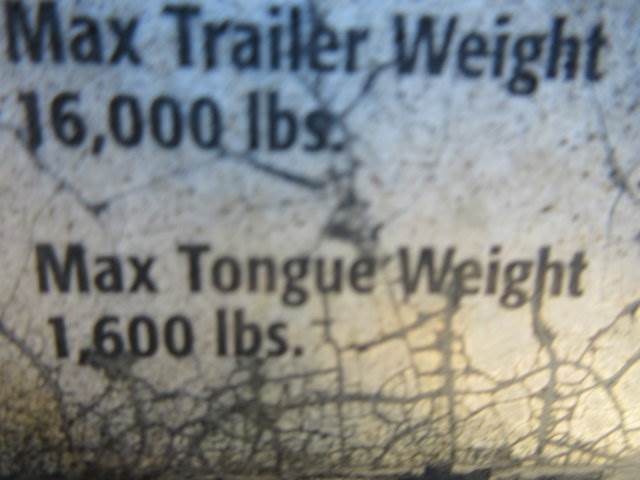 Max Trailer Weight
16,000 lbs.
Max Tongue Weight
1,600 lbs.